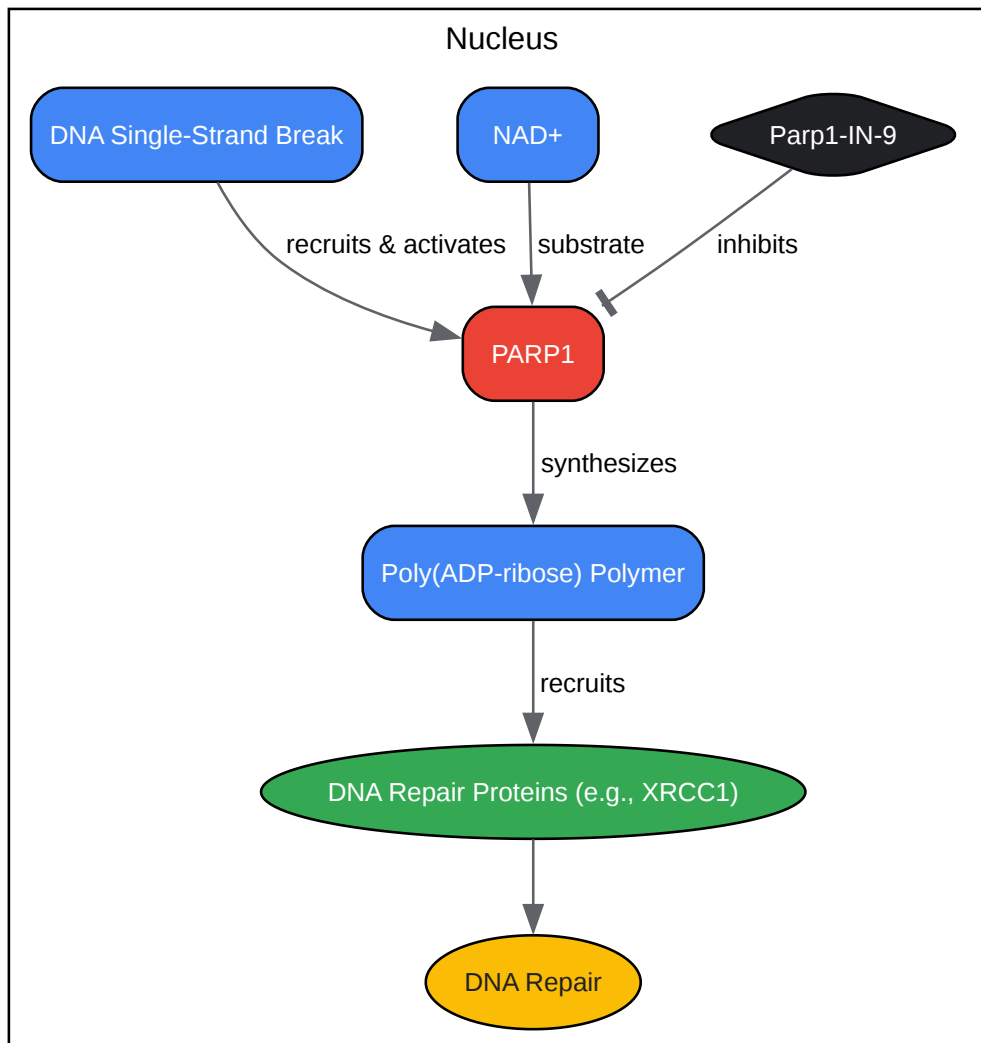 Nucleus
DNA Single-Strand Break
NAD+
Parp1-IN-9
recruits & activates
substrate
inhibits
PARP1
synthesizes
Poly(ADP-ribose) Polymer
recruits
DNA Repair Proteins (e.g., XRCC1)
DNA Repair